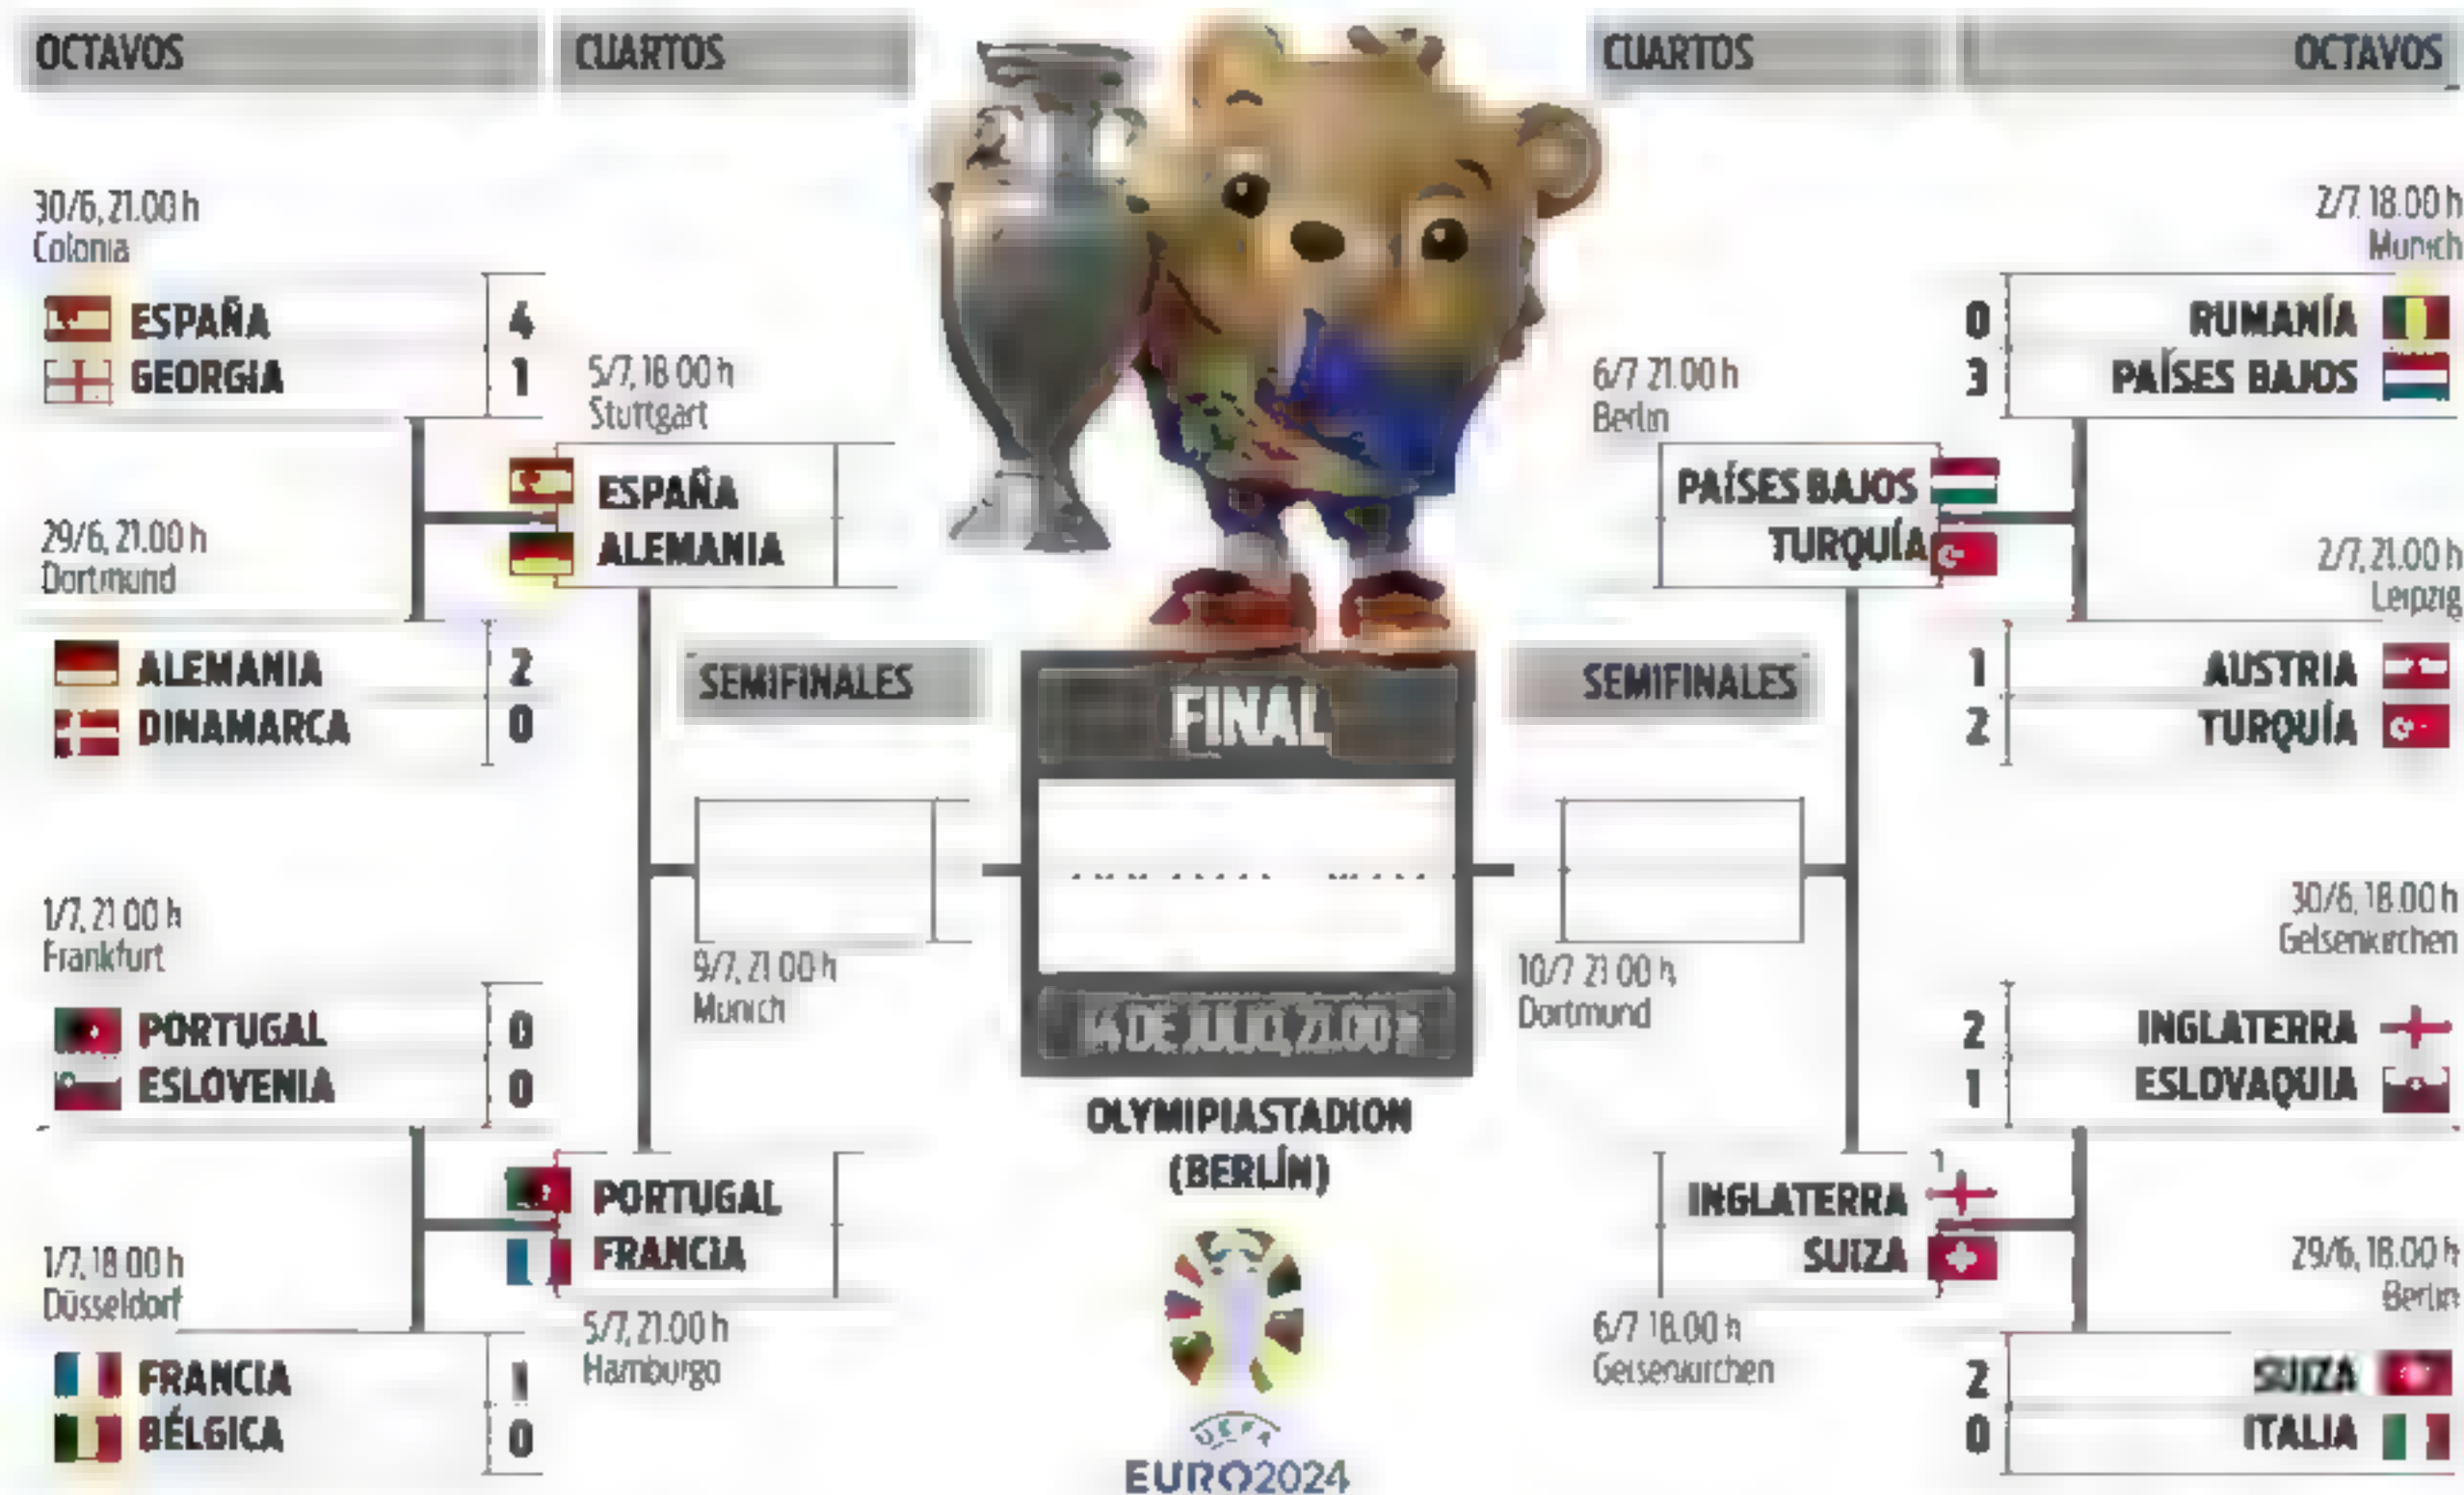 OCTAVOS
CUARTOS
CUARTOS
OCTAVOS
30/6, 21.00 h
Colonia
ESPAÑA 4
GEORGIA 1
5/7, 18.00 h
Stuttgart
ESPAÑA
ALEMANIA
29/6, 21.00 h
Dortmund
ALEMANIA 2
DINAMARCA 0
SEMIFINALES
9/7, 21.00 h
Munich
1/7, 21.00 h
Frankfurt
PORTUGAL 0
ESLOVENIA 0
PORTUGAL
FRANCIA
5/7, 21.00 h
Hamburgo
1/7, 18.00 h
Düsseldorf
FRANCIA 1
BÉLGICA 0
FINAL
14 DE JULIO, 21.00 h
OLYMIPIASTADION
(BERLÍN)
UEFA
EURO2024
2/7, 18.00 h
Munich
0 RUMANÍA
3 PAÍSES BAJOS
6/7 21.00 h
Berlin
PAÍSES BAJOS
TURQUÍA
2/7, 21.00 h
Leipzig
1 AUSTRIA
2 TURQUÍA
SEMIFINALES
10/7 21.00 h
Dortmund
30/6, 18.00 h
Gelsenkirchen
2 INGLATERRA
1 ESLOVAQUIA
INGLATERRA
SUIZA
6/7 18.00 h
Gelsenkirchen
29/6, 18.00 h
Berlin
2 SUIZA
0 ITALIA